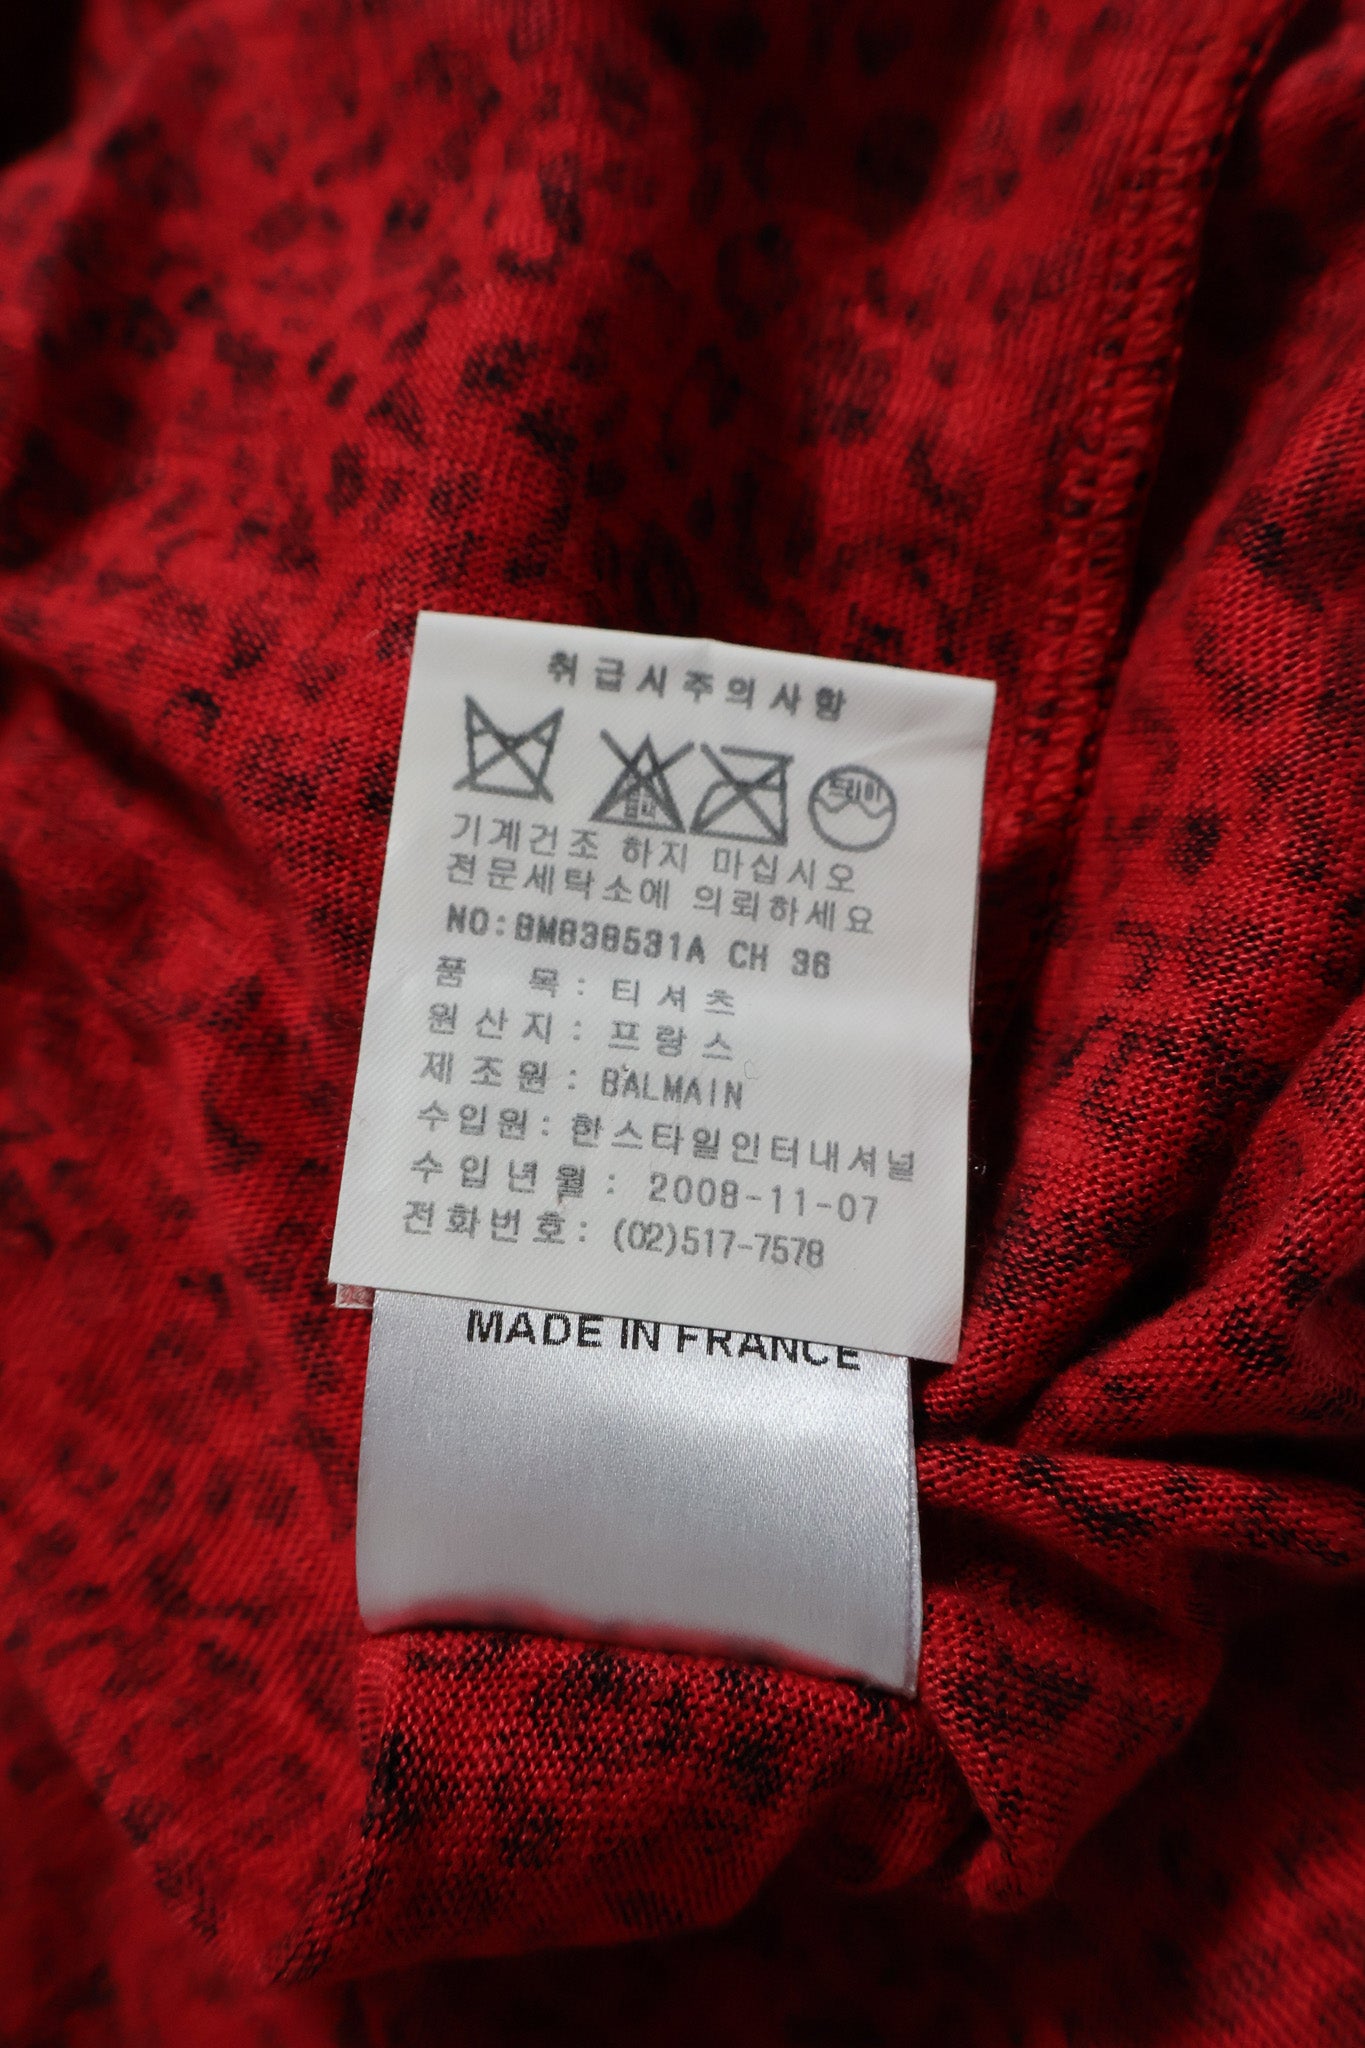 취급시주의사항
드라이
기계건조 하지 마십시오
전문세탁소에 의뢰하세요
NO:BM838531A CH 36
품 목: 티셔츠
원산지: 프랑스
제조원: BALMAIN
수입원: 한스타일인터내셔널
수입년월: 2008-11-07
전화번호: (02)517-7578
MADE IN FRANCE